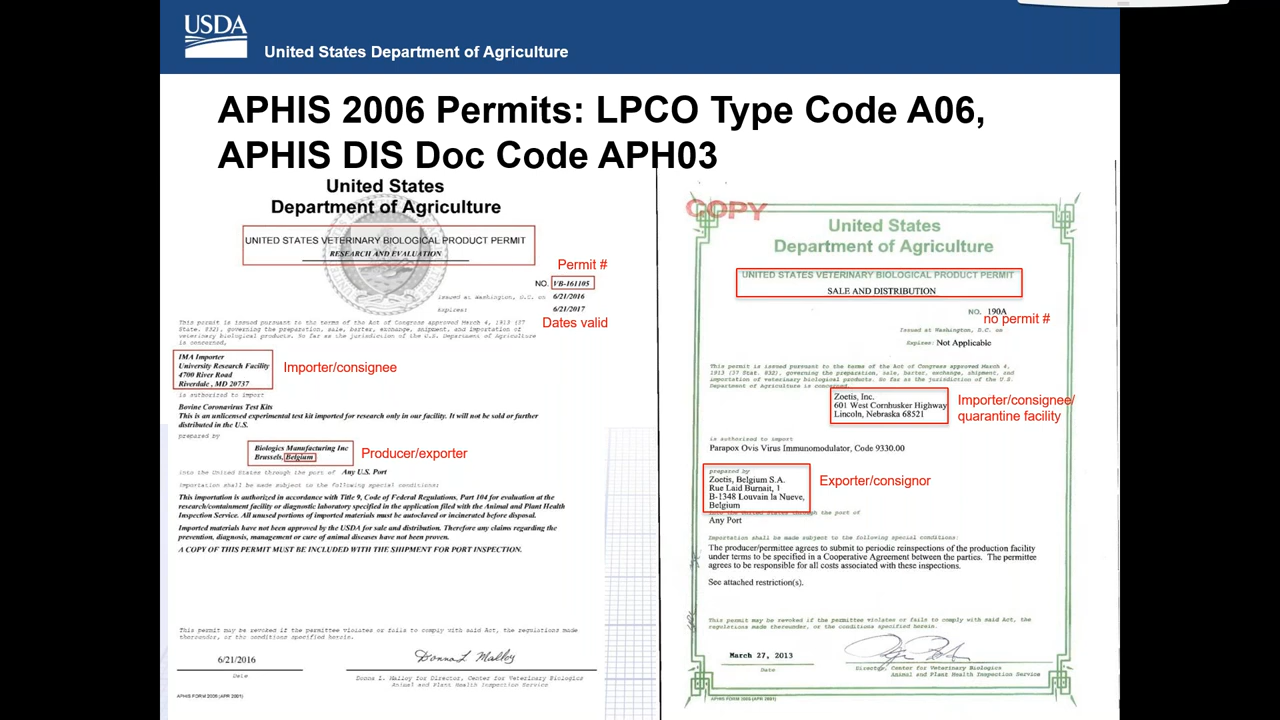 USDA
United States Department of Agriculture
APHIS 2006 Permits: LPCO Type Code A06,
APHIS DIS Doc Code APH03
United States
Department of Agriculture
UNITED STATES VETERINARY BIOLOGICAL PRODUCT PERMIT
RESEARCH AND EVALUATION
Permit #
NO. VB-161105
Issued at Washington, D.C. on 6/21/2016
Expires: 6/21/2017
Dates valid
This permit is issued pursuant to the terms of the Act of Congress approved March 4, 1913 (37
Stat. 832), governing the preparation, sale, barter, exchange, shipment, and importation of
veterinary biological products. So far as the jurisdiction of the U.S. Department of Agriculture
is concerned,
IMA Importer
University Research Facility
4700 River Road
Riverdale, MD 20737
Importer/consignee
is authorized to import
Bovine Coronavirus Test Kits
This is an unlicensed experimental test kit imported for research only in our facility. It will not be sold or further
distributed in the U.S.
prepared by
Biologics Manufacturing Inc
Brussels, Belgium
Producer/exporter
into the United States through the port of Any U.S. Port
Importation shall be made subject to the following special conditions:
This importation is authorized in accordance with Title 9, Code of Federal Regulations, Part 104 for evaluation at the
research/containment facility or diagnostic laboratory specified in the application filed with the Animal and Plant Health
Inspection Service. All unused portions of imported materials must be autoclaved or incinerated before disposal.
Imported materials have not been approved by the USDA for sale and distribution. Therefore any claims regarding the
prevention, diagnosis, management or cure of animal diseases have not been proven.
A COPY OF THIS PERMIT MUST BE INCLUDED WITH THE SHIPMENT FOR PORT INSPECTION.
This permit may be revoked if the permittee violates or fails to comply with said Act, the regulations made
thereunder, or the conditions specified herein.
6/21/2016
Date
Donna L. Malloy
Donna L. Malloy for Director, Center for Veterinary Biologics
Animal and Plant Health Inspection Service
APHIS FORM 2006 (APR 2001)
COPY
United States
Department of Agriculture
UNITED STATES VETERINARY BIOLOGICAL PRODUCT PERMIT
SALE AND DISTRIBUTION
NO. 190A
no permit #
Issued at Washington, D.C. on
Expires: Not Applicable
This permit is issued pursuant to the terms of the Act of Congress approved March 4,
1913 (37 Stat. 832), governing the preparation, sale, barter, exchange, shipment, and
importation of veterinary biological products. So far as the jurisdiction of the U.S.
Department of Agriculture is concerned,
Zoetis, Inc.
601 West Cornhusker Highway
Lincoln, Nebraska 68521
Importer/consignee/
quarantine facility
is authorized to import
Parapox Ovis Virus Immunomodulator, Code 9330.00
prepared by
Zoetis, Belgium S.A.
Rue Laid Burnait, 1
B-1348 Louvain la Nueve,
Belgium
Exporter/consignor
into the United States through the port of
Any Port
Importation shall be made subject to the following special conditions:
The producer/permittee agrees to submit to periodic reinspections of the production facility
under terms to be specified in a Cooperative Agreement between the parties. The permittee
agrees to be responsible for all costs associated with these inspections.
See attached restriction(s).
This permit may be revoked if the permittee violates or fails to comply with said Act, the
regulations made thereunder, or the conditions specified herein.
March 27, 2013
Date
Director, Center for Veterinary Biologics
Animal and Plant Health Inspection Service
APHIS FORM 2006 (APR 2001)